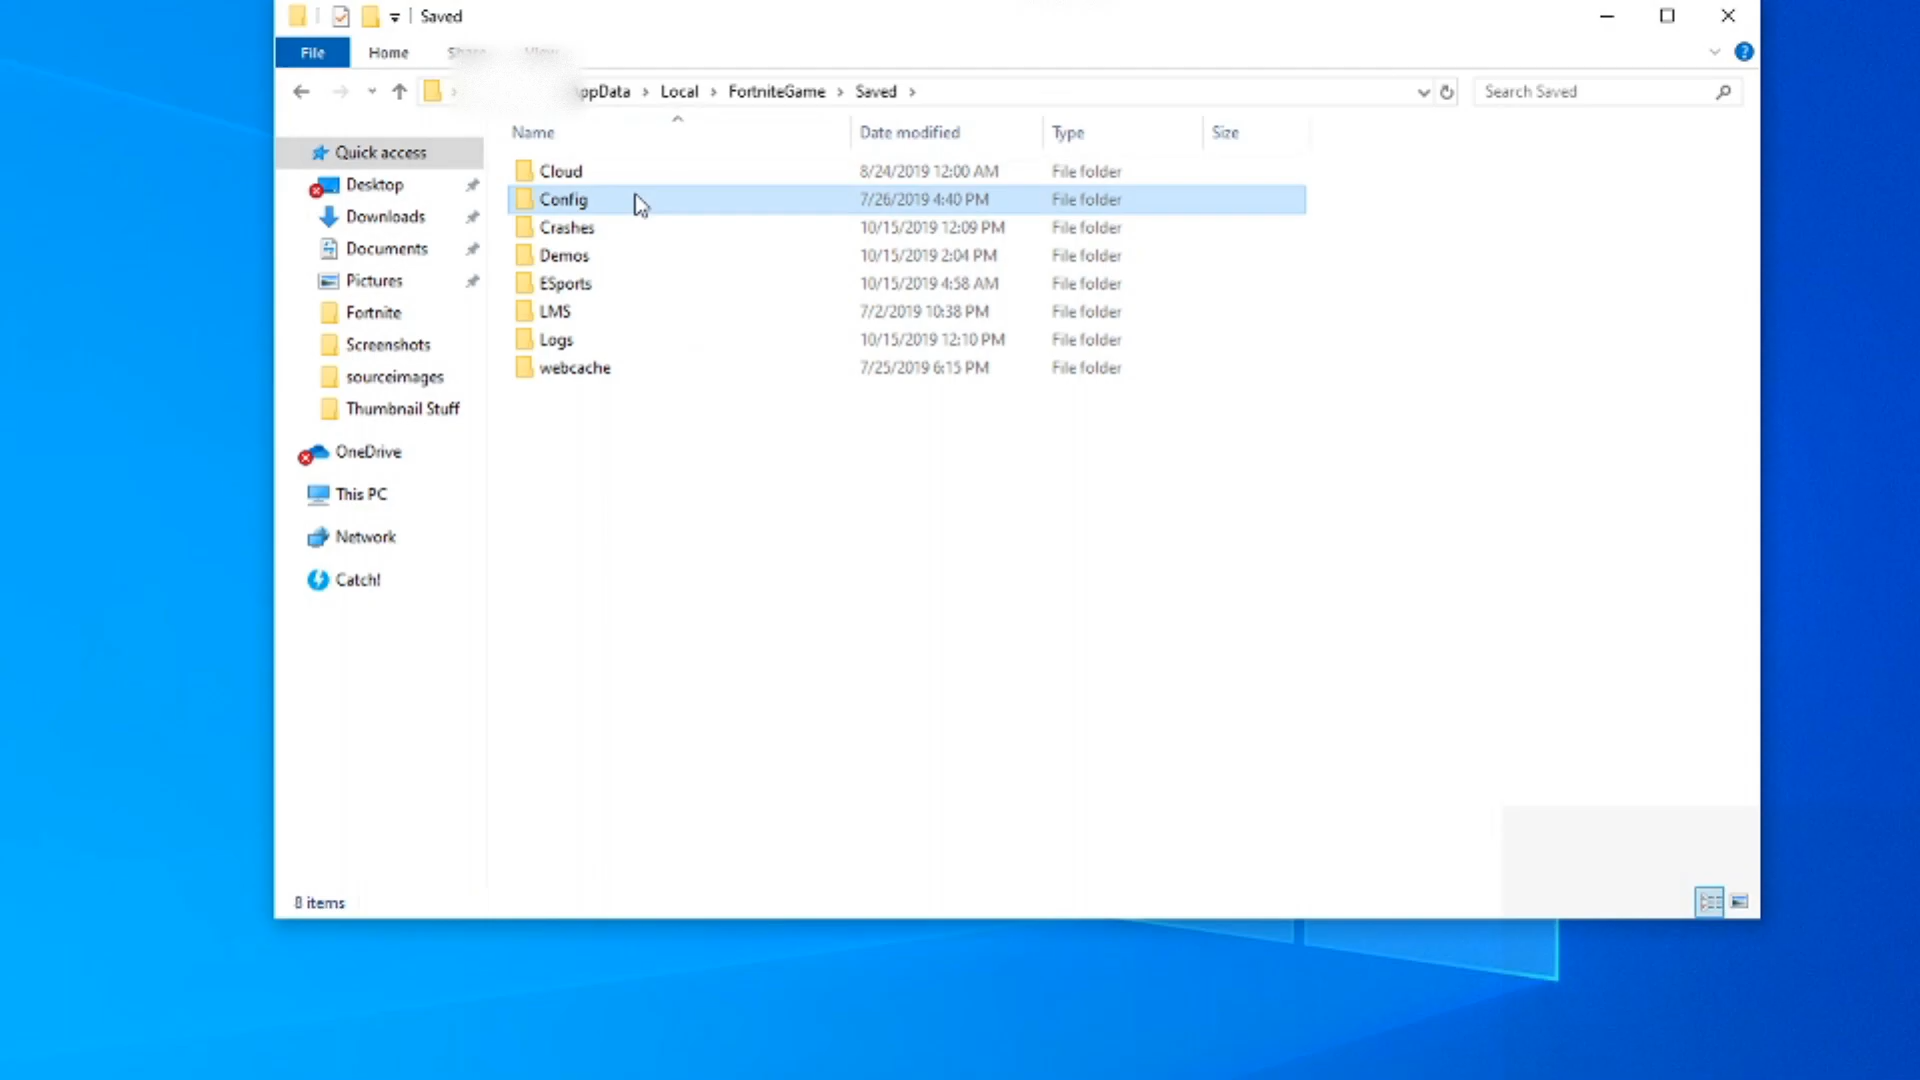 Saved
File Home Share View
AppData Local FortniteGame Saved Search Saved
Name Date modified Type Size
Quick access
Desktop
Downloads
Documents
Pictures
Fortnite
Screenshots
sourceimages
Thumbnail Stuff
OneDrive
This PC
Network
Catch!
Cloud 8/24/2019 12:00 AM File folder
Config 7/26/2019 4:40 PM File folder
Crashes 10/15/2019 12:09 PM File folder
Demos 10/15/2019 2:04 PM File folder
ESports 10/15/2019 4:58 AM File folder
LMS 7/2/2019 10:38 PM File folder
Logs 10/15/2019 12:10 PM File folder
webcache 7/25/2019 6:15 PM File folder
8 items